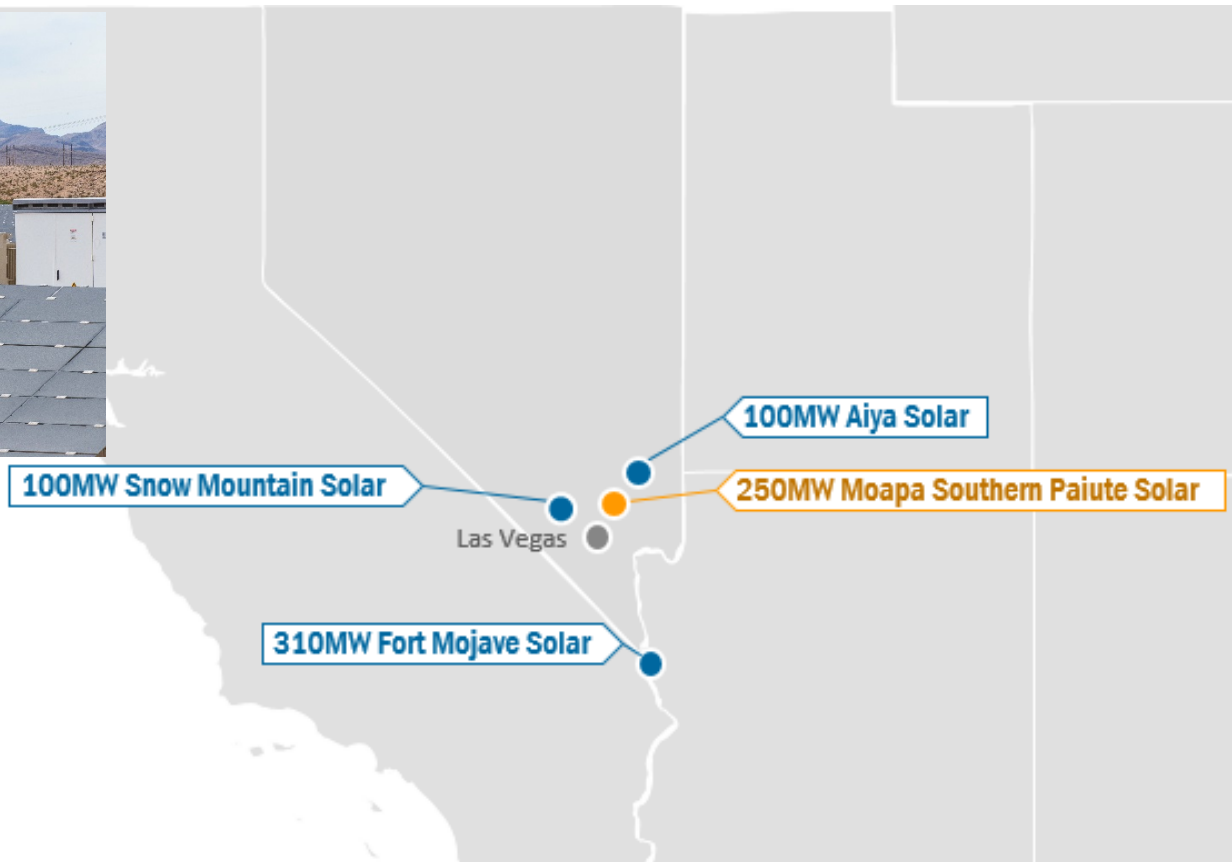 100MW Aiya Solar
100MW Snow Mountain Solar
250MW Moapa Southern Paiute Solar
Las Vegas
310MW Fort Mojave Solar